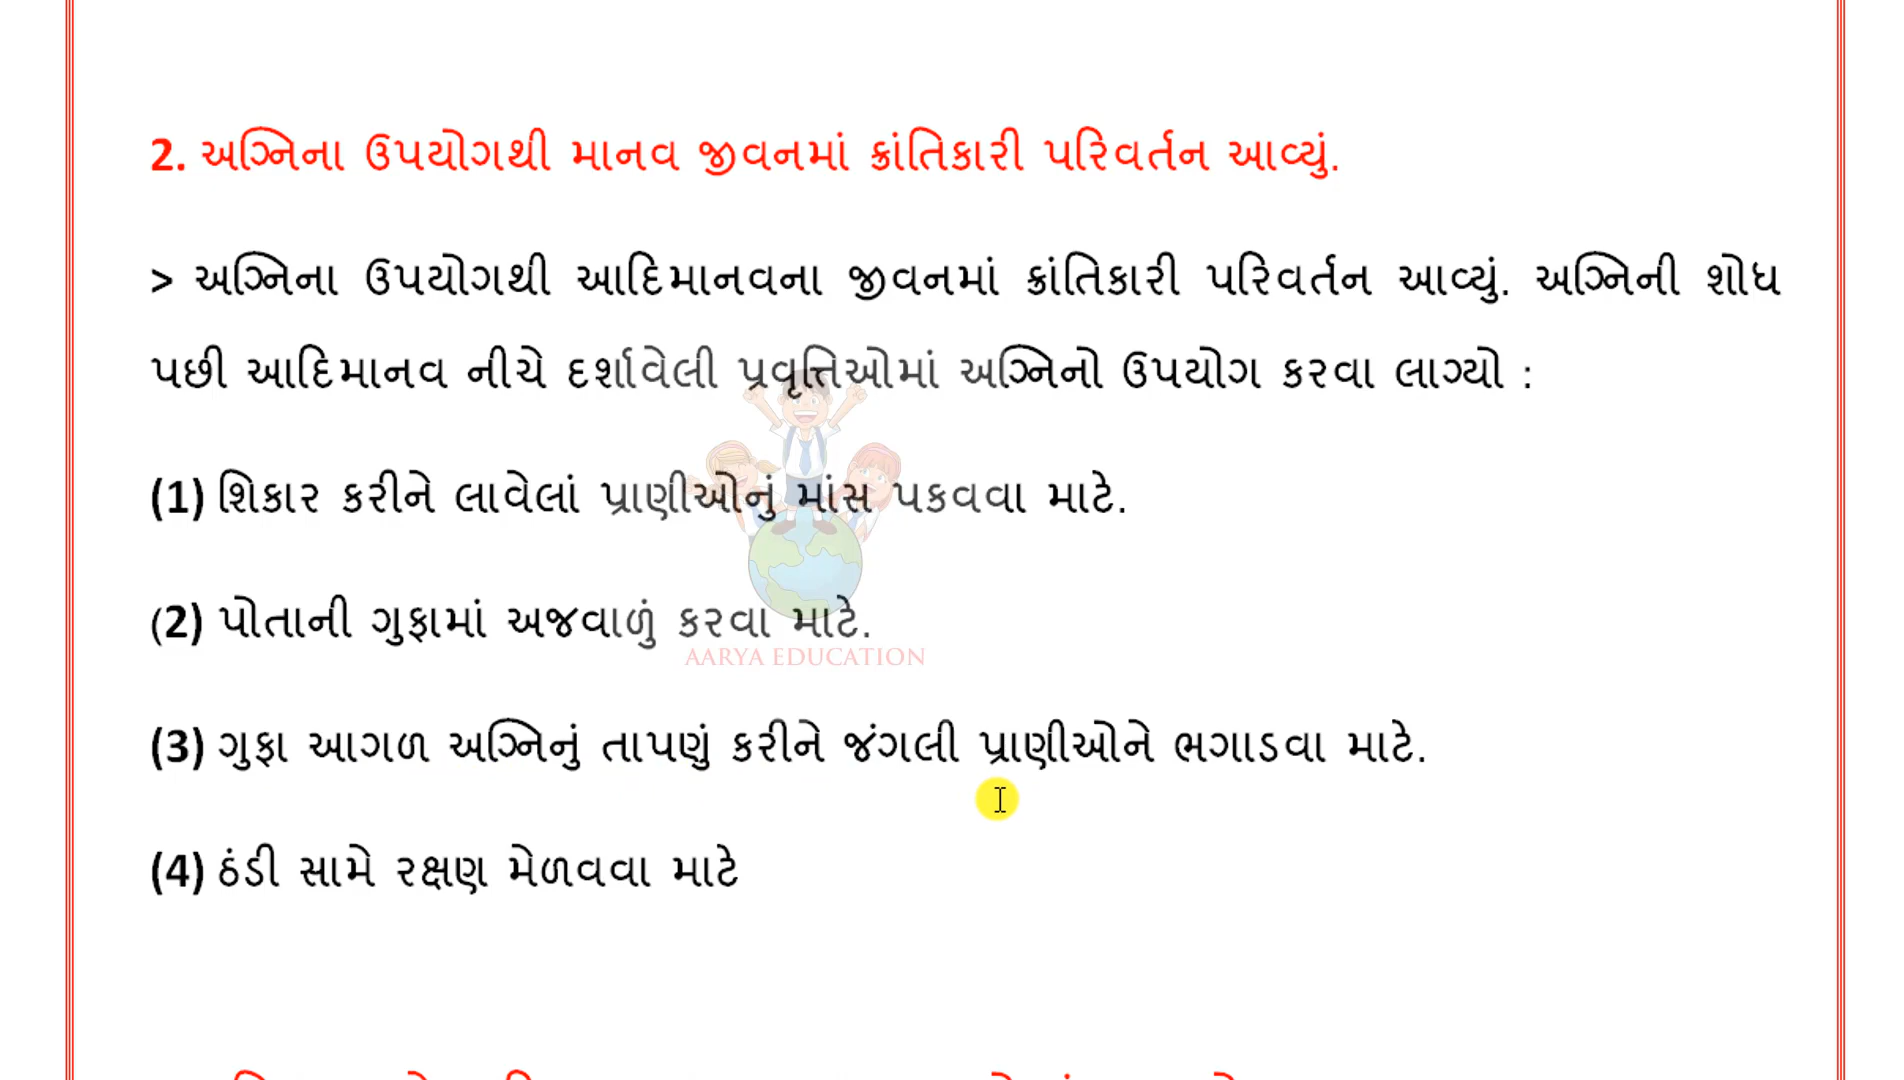 2. અગ્નિના ઉપયોગથી માનવ જીવનમાં ક્રાંતિકારી પરિવર્તન આવ્યું.
> અગ્નિના ઉપયોગથી આદિમાનવના જીવનમાં ક્રાંતિકારી પરિવર્તન આવ્યું. અગ્નિની શોધ
પછી આદિમાનવ નીચે દર્શાવેલી પ્રવૃત્તિઓમાં અગ્નિનો ઉપયોગ કરવા લાગ્યો :
(1) શિકાર કરીને લાવેલાં પ્રાણીઓનું માંસ પકવવા માટે.
(2) પોતાની ગુફામાં અજવાળું કરવા માટે.
AARYA EDUCATION
(3) ગુફા આગળ અગ્નિનું તાપણું કરીને જંગલી પ્રાણીઓને ભગાડવા માટે.
(4) ઠંડી સામે રક્ષણ મેળવવા માટે